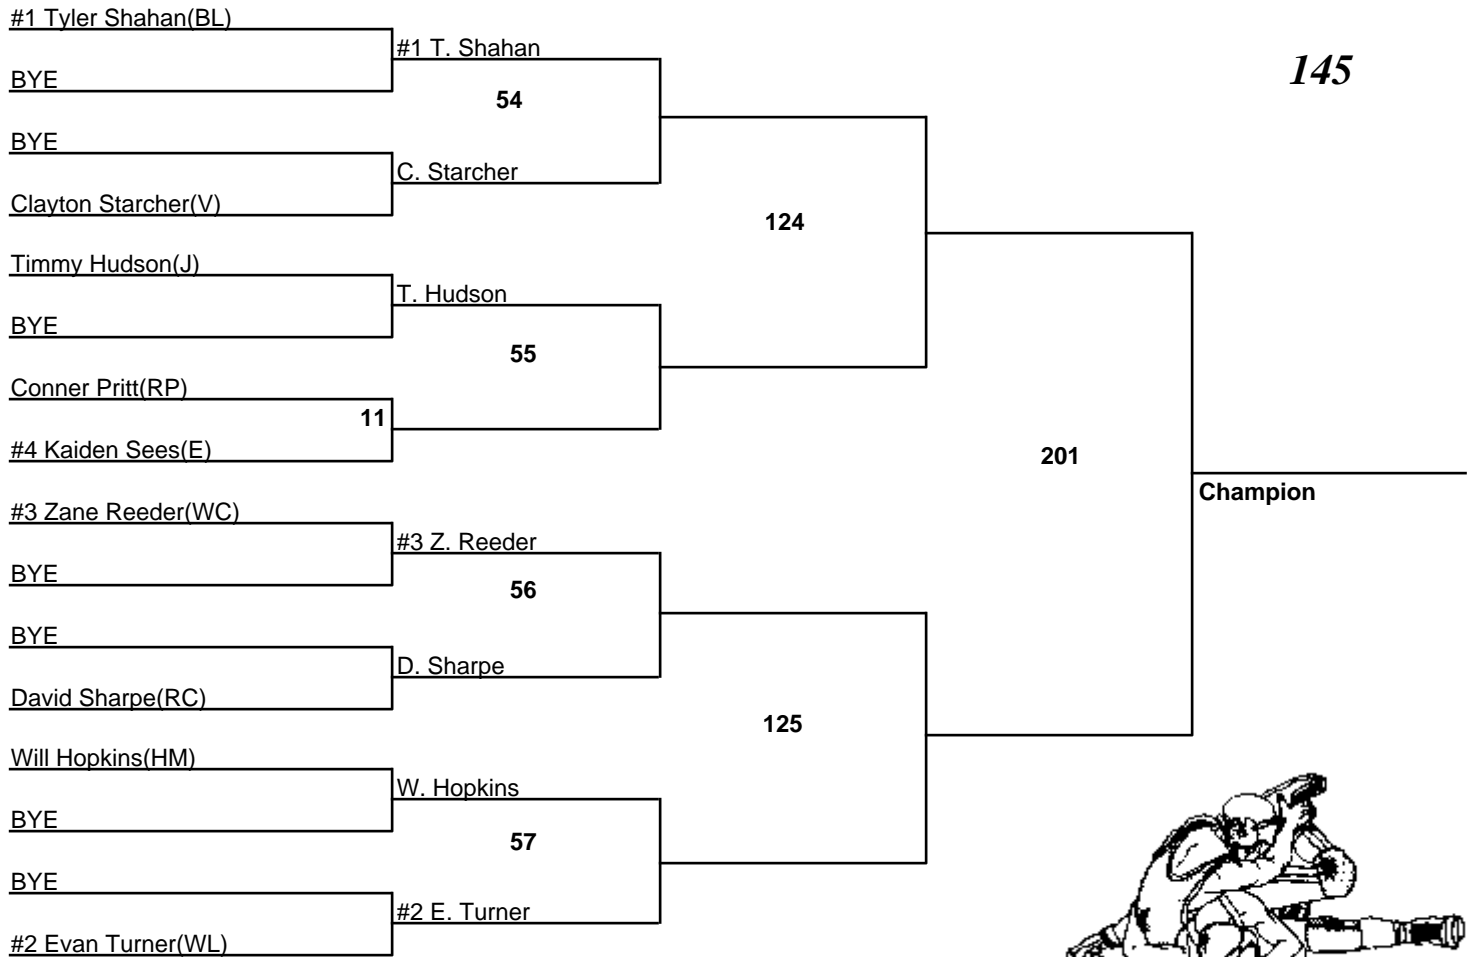 #1 Tyler Shahan(BL)
BYE
BYE
Clayton Starcher(V)
Timmy Hudson(J)
BYE
Conner Pritt(RP)
#4 Kaiden Sees(E)
#3 Zane Reeder(WC)
BYE
BYE
David Sharpe(RC)
Will Hopkins(HM)
BYE
BYE
#2 Evan Turner(WL)
11
#1 T. Shahan
54
C. Starcher
T. Hudson
55
#3 Z. Reeder
56
D. Sharpe
W. Hopkins
57
#2 E. Turner
124
125
201
Champion
145